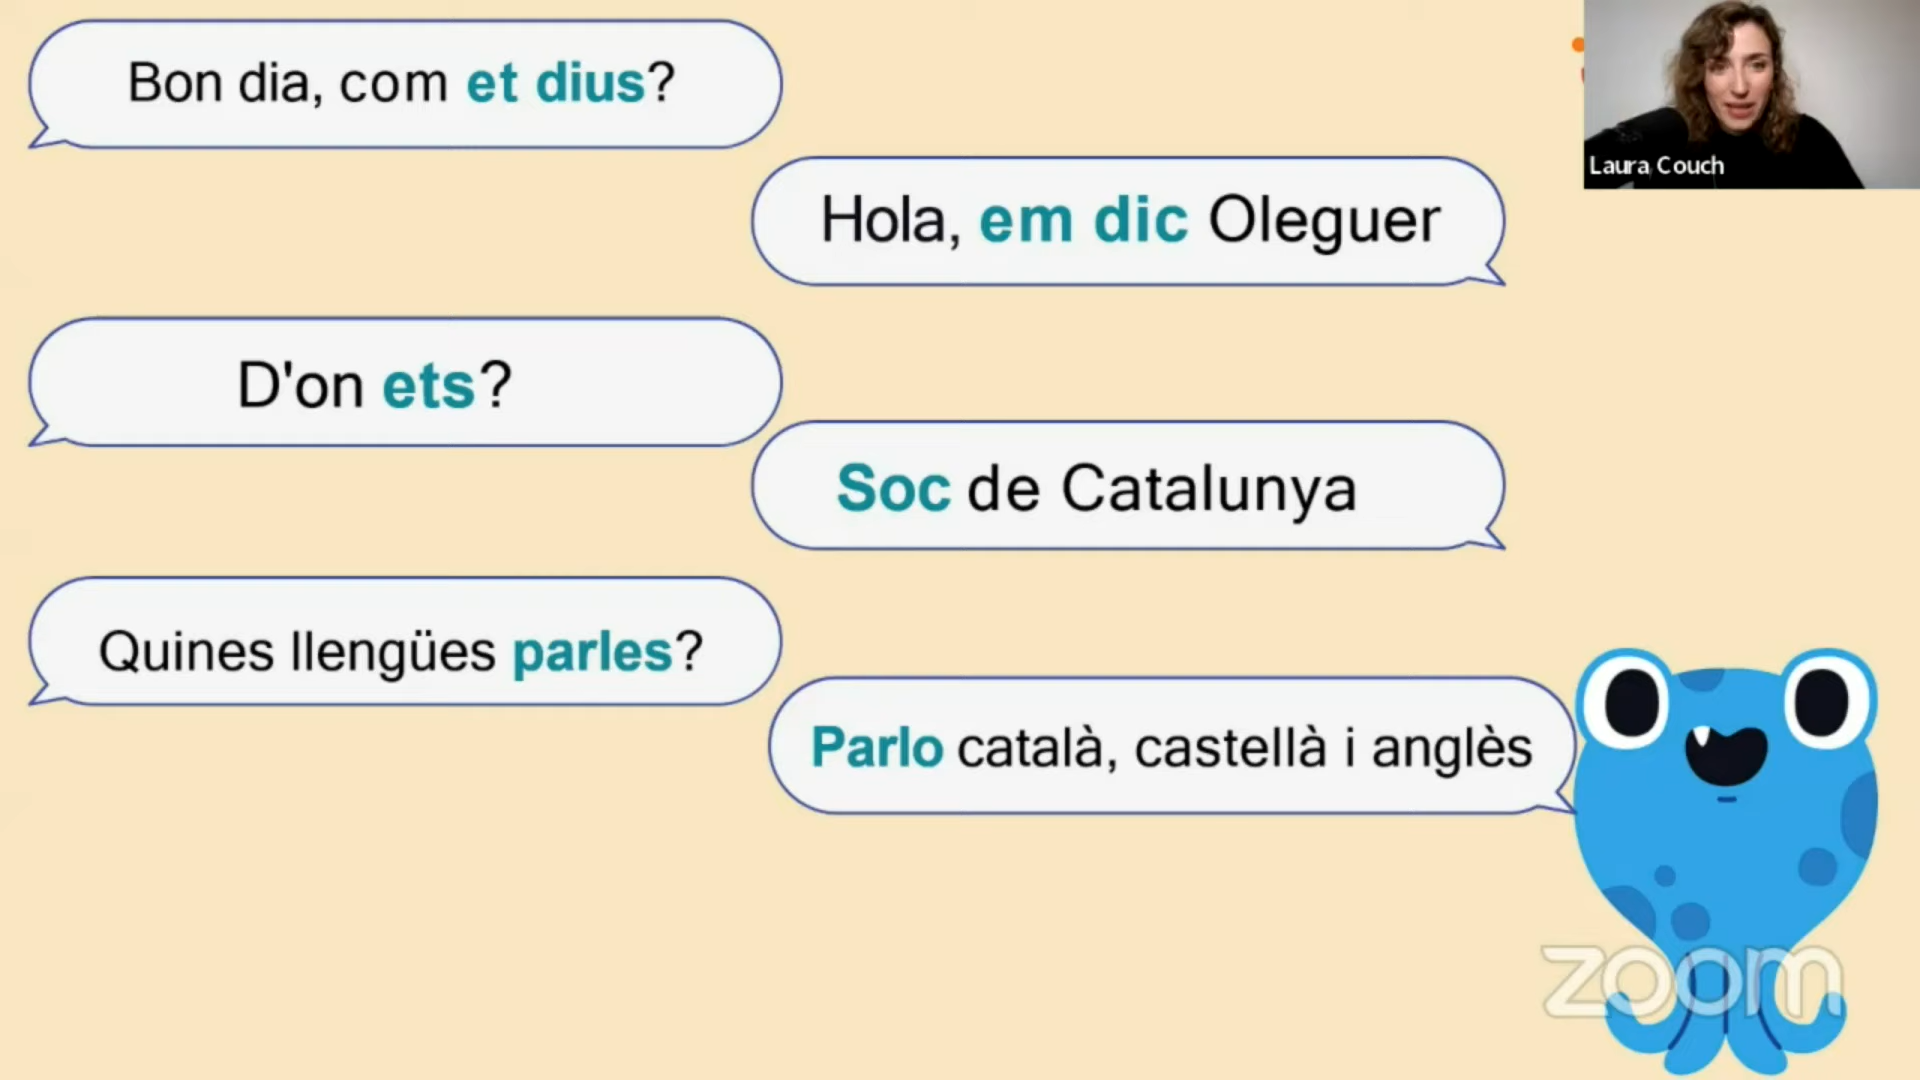 Bon dia, com et dius?
Laura Couch
Hola, em dic Oleguer
D'on ets?
Soc de Catalunya
Quines llengües parles?
Parlo català, castellà i anglès
zoom